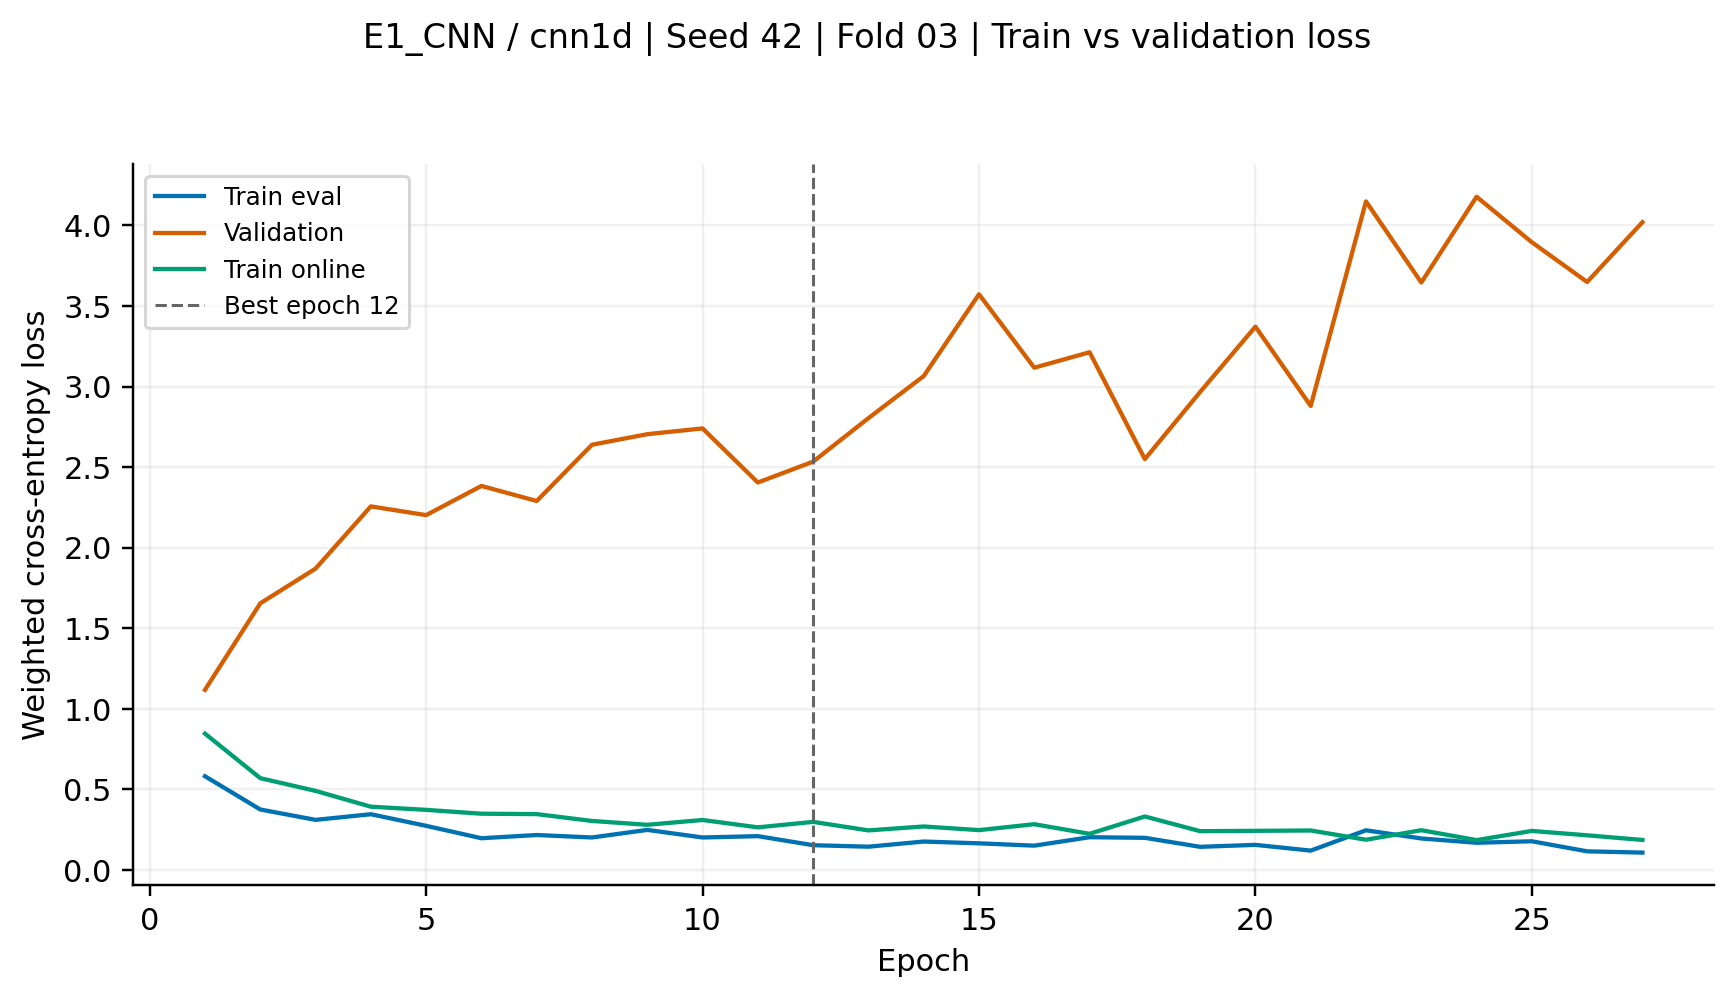 E1_CNN / cnn1d | Seed 42 | Fold 03 | Train vs validation loss
Train eval
Validation
Train online
Best epoch 12
Weighted cross-entropy loss
4.0
3.5
3.0
2.5
2.0
1.5
1.0
0.5
0.0
0
5
10
15
20
25
Epoch